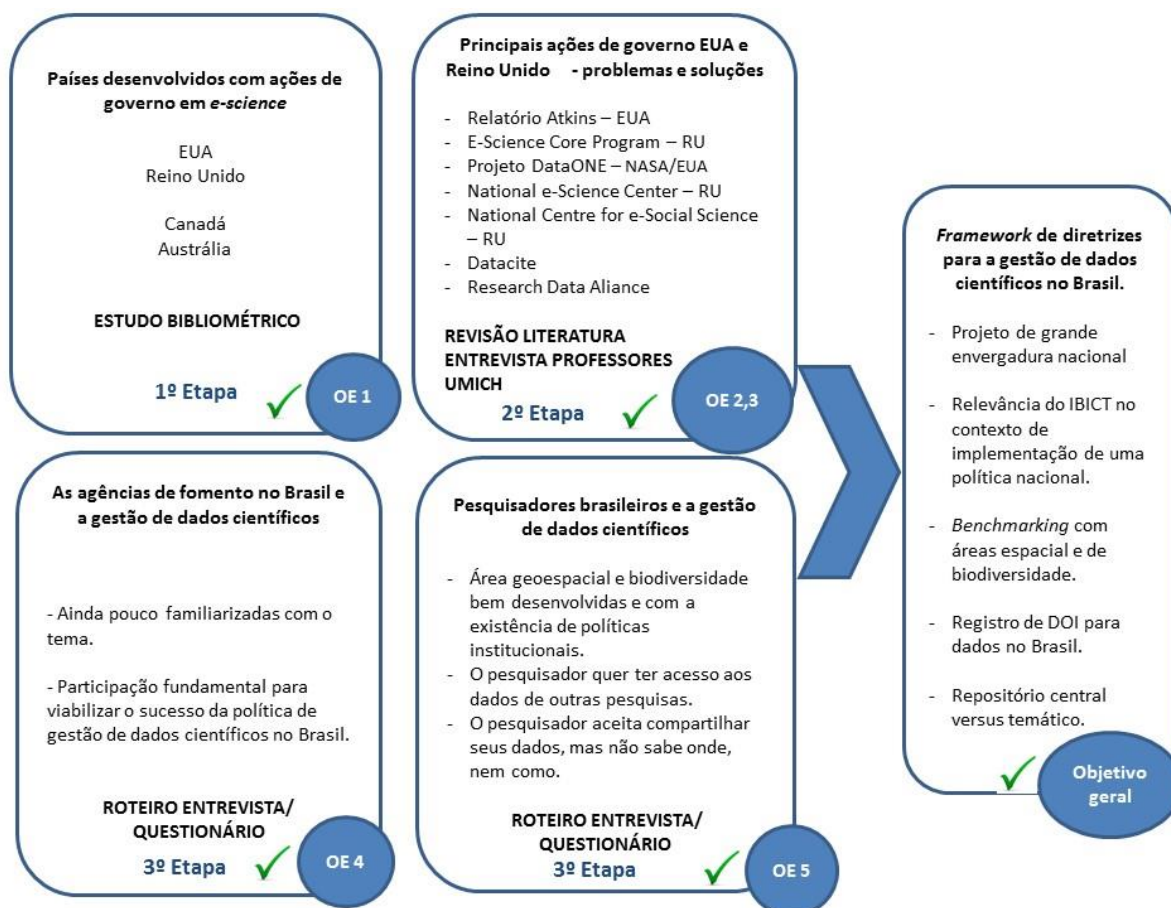 Países desenvolvidos com ações de
governo em e-science
EUA
Reino Unido
Canadá
Austrália
ESTUDO BIBLIOMÉTRICO
1º Etapa
OE 1
Principais ações de governo EUA e
Reino Unido - problemas e soluções
- Relatório Atkins – EUA
- E-Science Core Program – RU
- Projeto DataONE – NASA/EUA
- National e-Science Center – RU
- National Centre for e-Social Science
– RU
- Datacite
- Research Data Aliance
REVISÃO LITERATURA
ENTREVISTA PROFESSORES
UMICH
2º Etapa
OE 2,3
As agências de fomento no Brasil e
a gestão de dados científicos
- Ainda pouco familiarizadas com o
tema.
- Participação fundamental para
viabilizar o sucesso da política de
gestão de dados científicos no Brasil.
ROTEIRO ENTREVISTA/
QUESTIONÁRIO
3º Etapa
OE 4
Pesquisadores brasileiros e a gestão
de dados científicos
- Área geoespacial e biodiversidade
bem desenvolvidas e com a
existência de políticas
institucionais.
- O pesquisador quer ter acesso aos
dados de outras pesquisas.
- O pesquisador aceita compartilhar
seus dados, mas não sabe onde,
nem como.
ROTEIRO ENTREVISTA/
QUESTIONÁRIO
3º Etapa
OE 5
Framework de diretrizes
para a gestão de dados
científicos no Brasil.
- Projeto de grande
envergadura nacional
- Relevância do IBICT no
contexto de
implementação de uma
política nacional.
- Benchmarking com
áreas espacial e de
biodiversidade.
- Registro de DOI para
dados no Brasil.
- Repositório central
versus temático.
Objetivo
geral